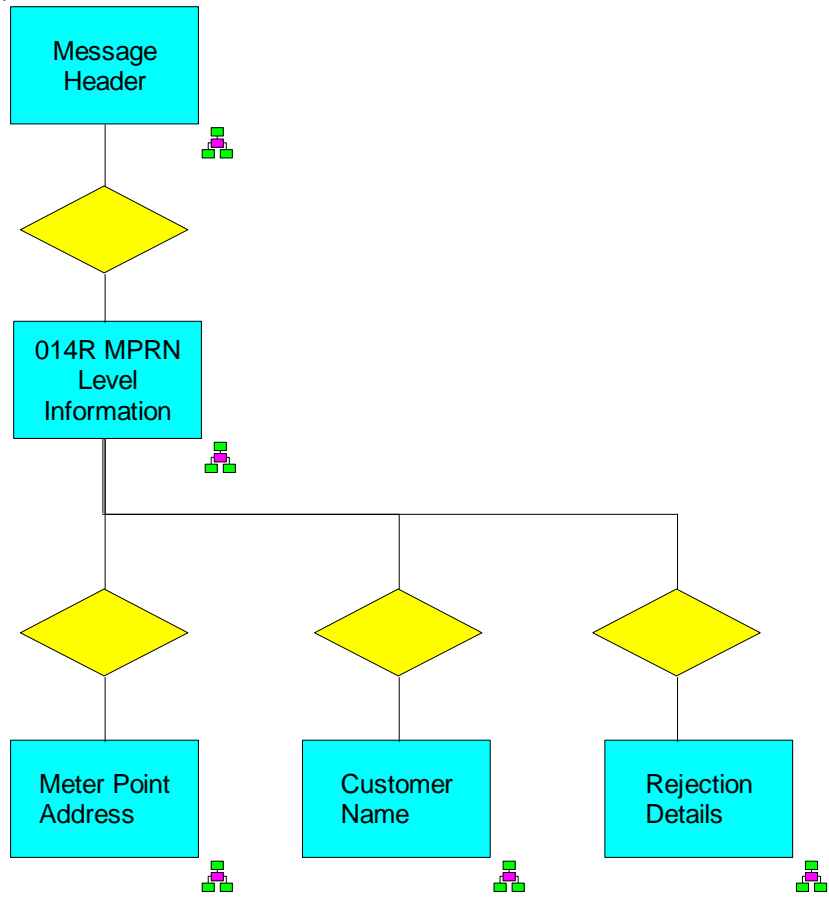 Message
Header
014R MPRN
Level
Information
Meter Point
Address
Customer
Name
Rejection
Details